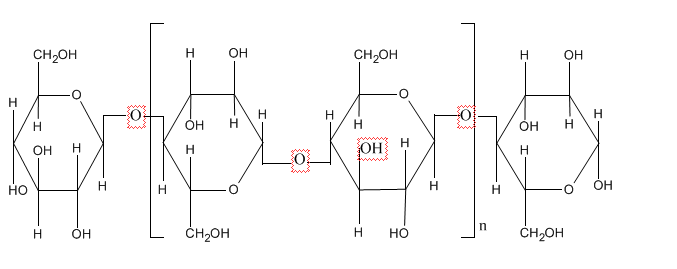 CH₂OH H OH CH₂OH H OH
H O O
O H H O H
H OH H H OH H
OH H H OH H H
O
HO H H O H H O OH
n
H OH CH₂OH H HO CH₂OH